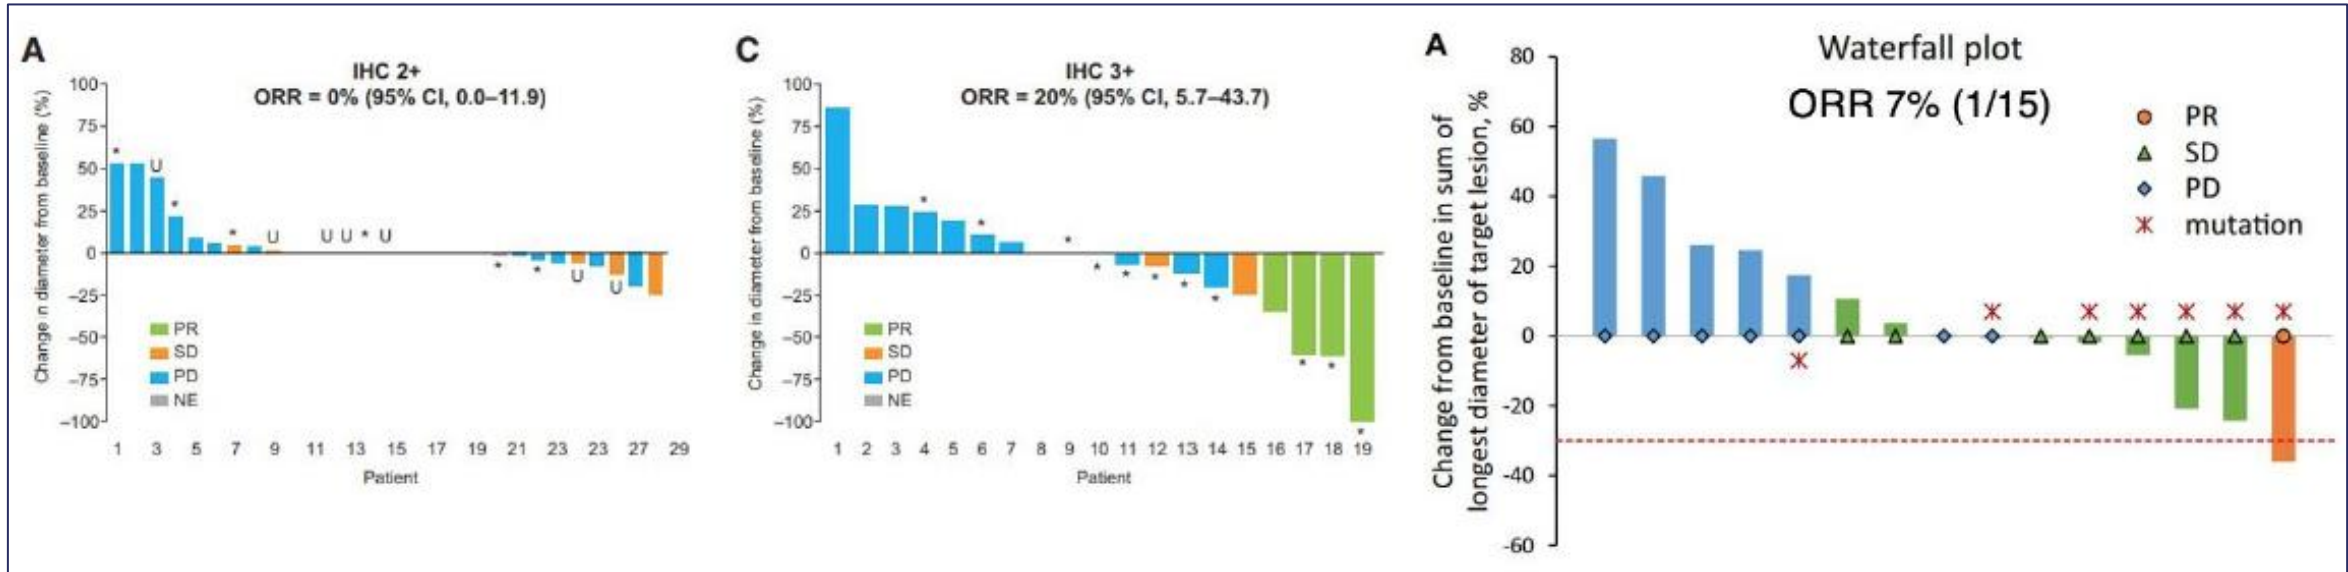 A
IHC 2+
ORR = 0% (95% CI, 0.0–11.9)
Change in diameter from baseline (%)
100
75
50
25
0
−25
−50
−75
−100
*
U
*
*
U
U U * U
*
*
U
U
PR
SD
PD
NE
1 3 5 7 9 11 13 15 17 19 21 23 23 27 29
Patient
C
IHC 3+
ORR = 20% (95% CI, 5.7–43.7)
Change in diameter from baseline (%)
100
75
50
25
0
−25
−50
−75
−100
*
*
*
*
*
*
*
*
*
*
*
PR
SD
PD
NE
1 2 3 4 5 6 7 8 9 10 11 12 13 14 15 16 17 18 19
Patient
A
Waterfall plot
ORR 7% (1/15)
Change from baseline in sum of
longest diameter of target lesion, %
80
60
40
20
0
-20
-40
-60
PR
SD
PD
mutation